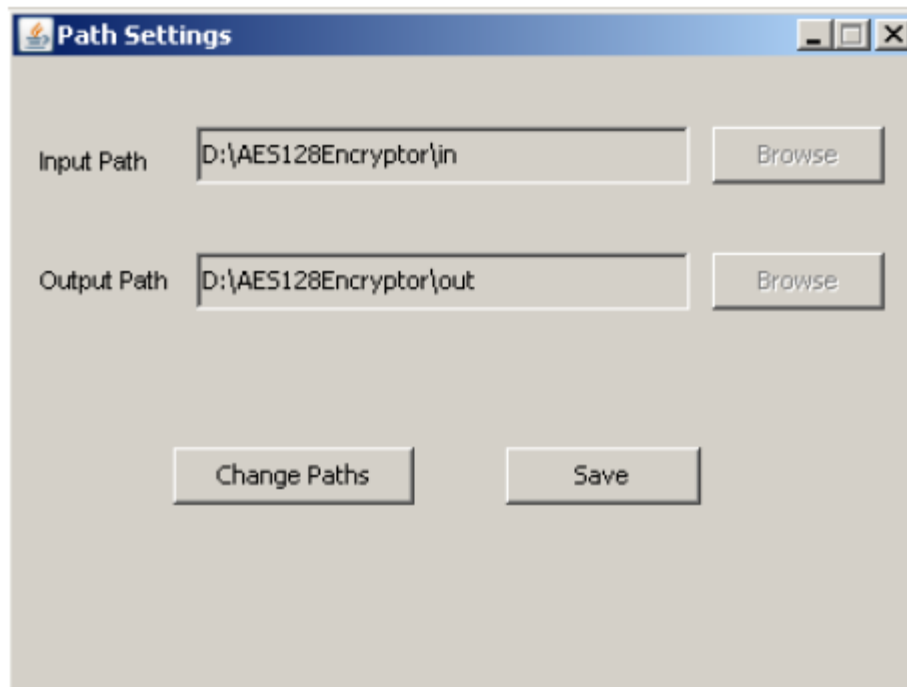 Path Settings
Input Path D:\AES128Encryptor\in Browse
Output Path D:\AES128Encryptor\out Browse
Change Paths Save